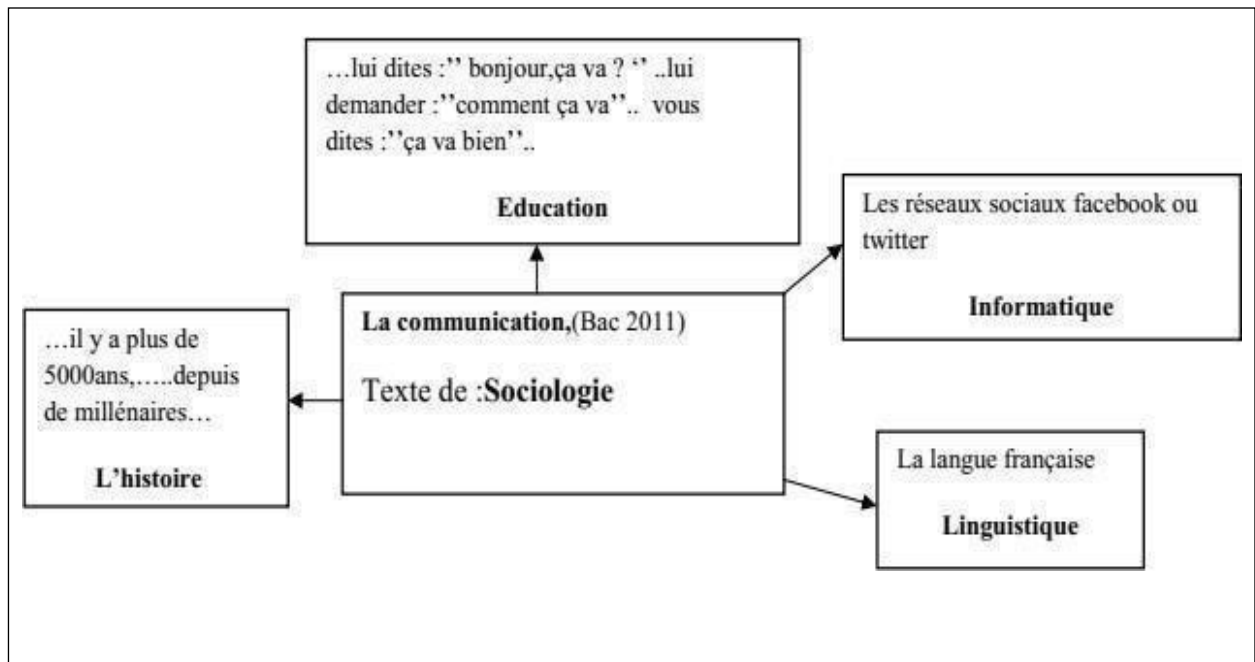 …lui dites :’’ bonjour,ça va ? ‘’ ..lui
demander :’’comment ça va’’.. vous
dites :’’ça va bien’’..
Education
Les réseaux sociaux facebook ou
twitter
Informatique
La communication,(Bac 2011)
Texte de :Sociologie
…il y a plus de
5000ans,…..depuis
de millénaires…
L’histoire
La langue française
Linguistique